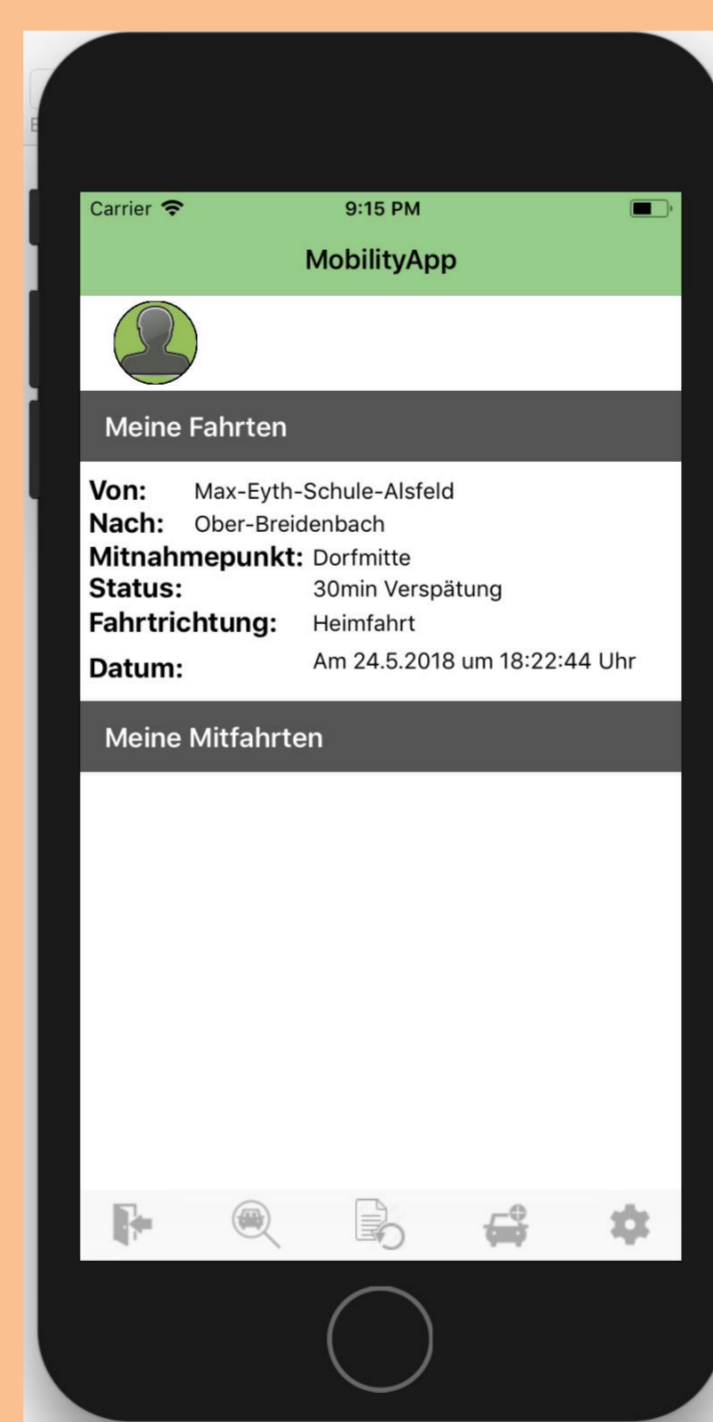 Carrier 9:15 PM
MobilityApp
Meine Fahrten
Von: Max-Eyth-Schule-Alsfeld
Nach: Ober-Breidenbach
Mitnahmepunkt: Dorfmitte
Status: 30min Verspätung
Fahrtrichtung: Heimfahrt
Datum: Am 24.5.2018 um 18:22:44 Uhr
Meine Mitfahrten